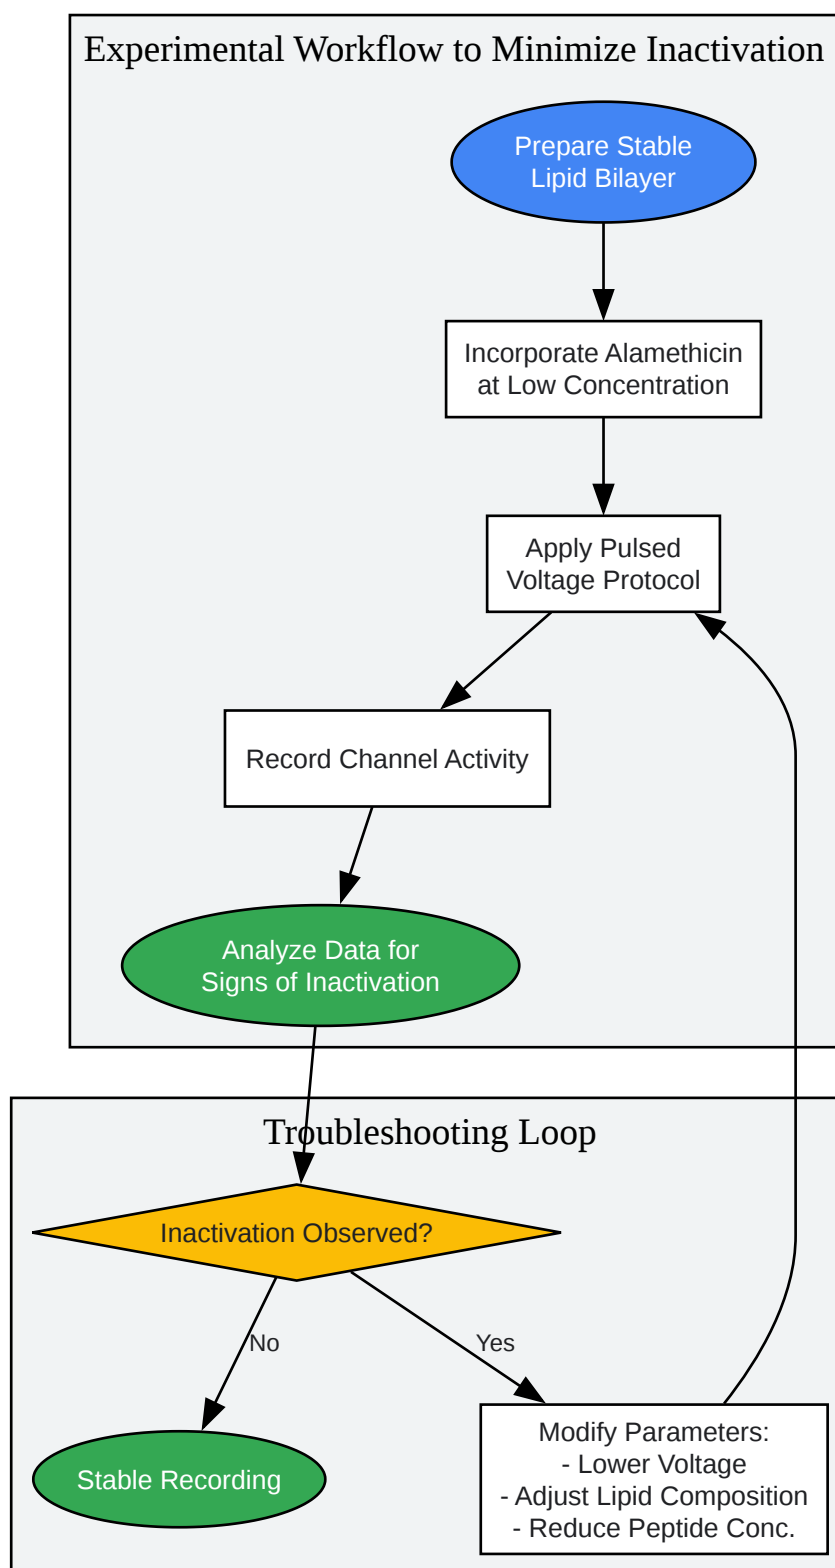 Experimental Workflow to Minimize Inactivation
Prepare Stable
Lipid Bilayer
Incorporate Alamethicin
at Low Concentration
Apply Pulsed
Voltage Protocol
Record Channel Activity
Analyze Data for
Signs of Inactivation
Troubleshooting Loop
Inactivation Observed?
No
Yes
Stable Recording
Modify Parameters:
- Lower Voltage
- Adjust Lipid Composition
- Reduce Peptide Conc.